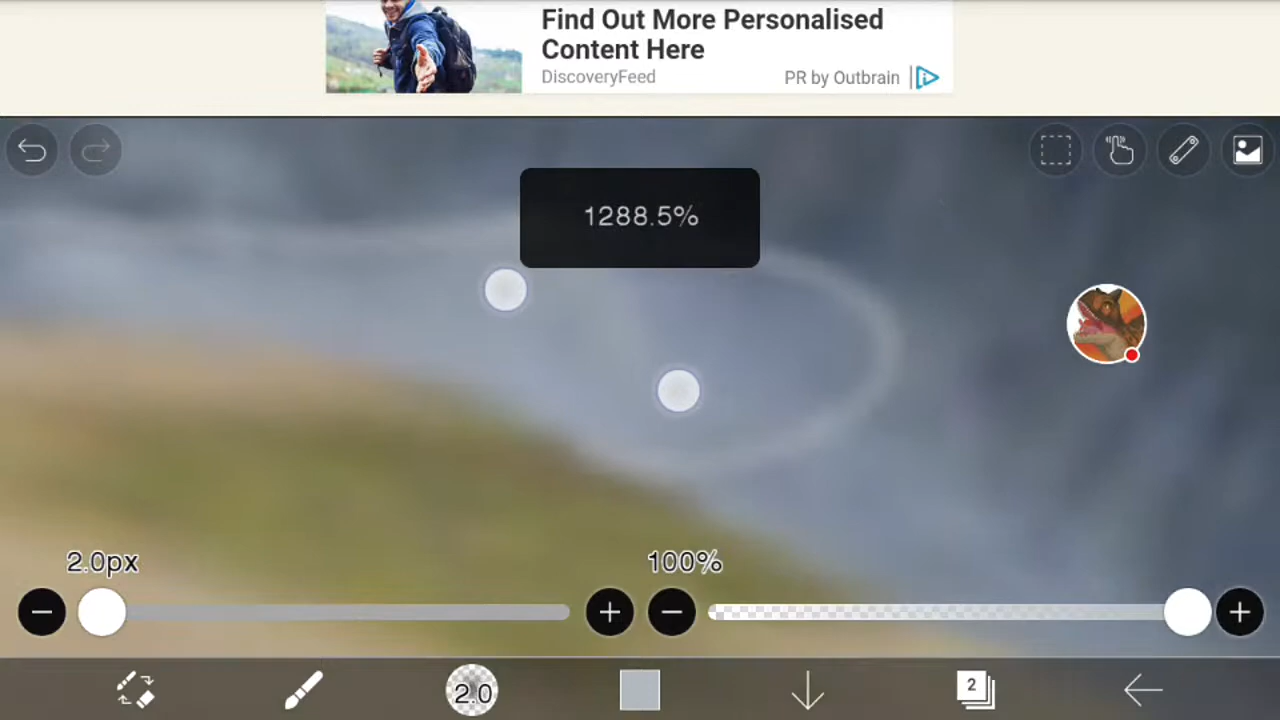 Find Out More Personalised
Content Here
DiscoveryFeed
PR by Outbrain
1288.5%
2.0px
100%
2.0
2